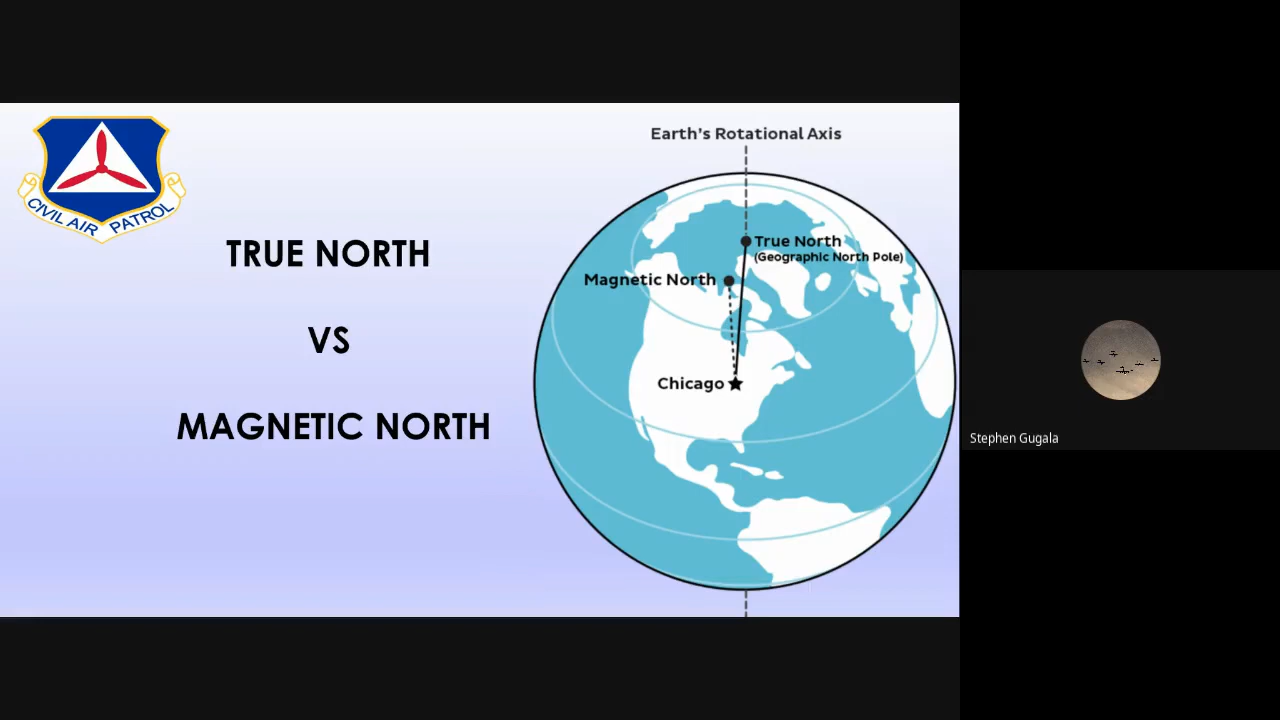 CIVIL AIR PATROL
TRUE NORTH
VS
MAGNETIC NORTH
Earth's Rotational Axis
True North
(Geographic North Pole)
Magnetic North
Chicago
Stephen Gugala